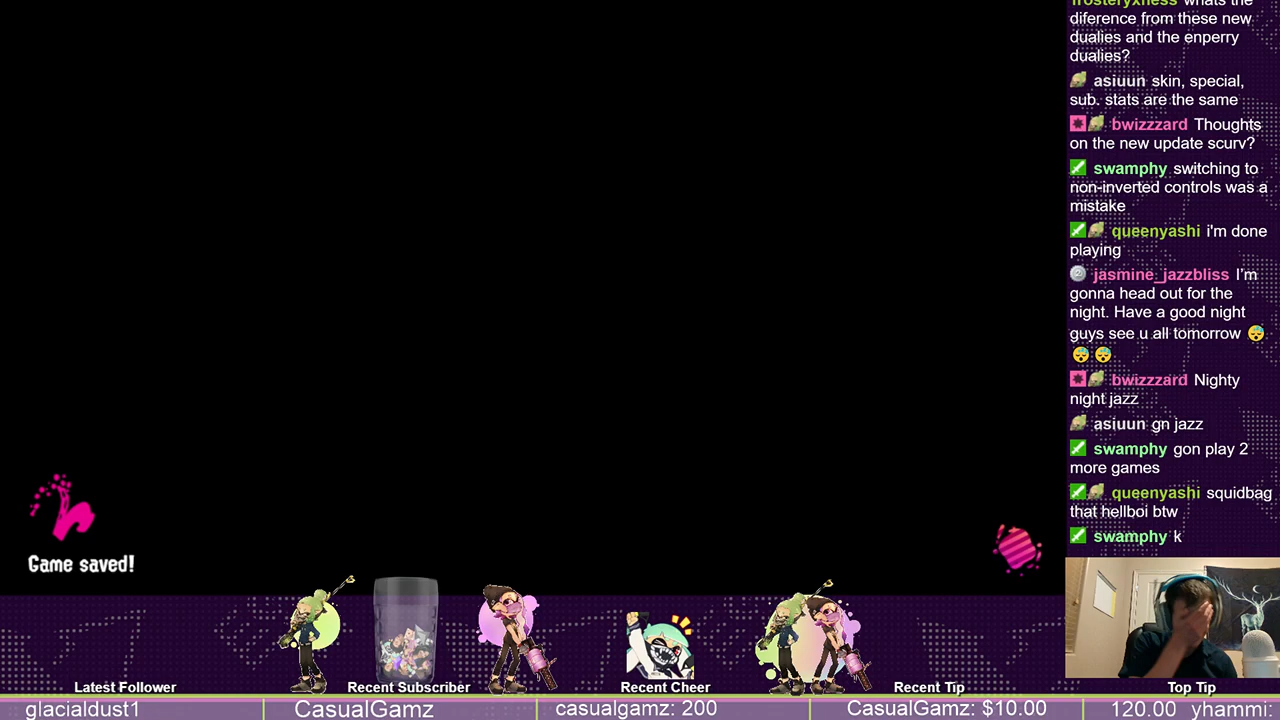 frosteryxness whats the
diference from these new
dualies and the enperry
dualies?
asiuun skin, special,
sub. stats are the same
bwizzzard Thoughts
on the new update scurv?
swamphy switching to
non-inverted controls was a
mistake
queenyashi i'm done
playing
jasmine_jazzbliss I'm
gonna head out for the
night. Have a good night
guys see u all tomorrow
bwizzzard Nighty
night jazz
asiuun gn jazz
swamphy gon play 2
more games
queenyashi squidbag
that hellboi btw
swamphy k
Game saved!
Latest Follower
Recent Subscriber
Recent Cheer
Recent Tip
Top Tip
glacialdust1
CasualGamz
casualgamz: 200
CasualGamz: $10.00
120.00 yhammi: